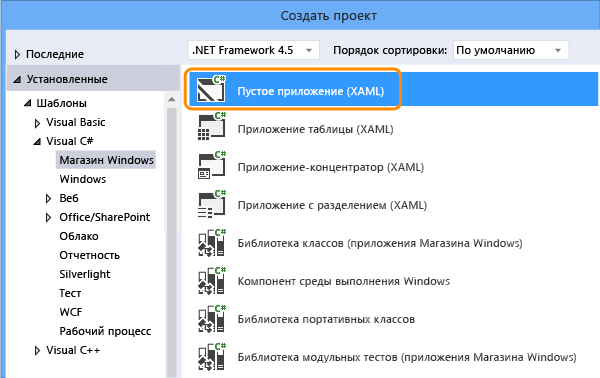 Создать проект
Последние
.NET Framework 4.5
Порядок сортировки:
По умолчанию
Установленные
Шаблоны
Visual Basic
Visual C#
Магазин Windows
Windows
Веб
Office/SharePoint
Облако
Отчетность
Silverlight
Тест
WCF
Рабочий процесс
Visual C++
C#
Пустое приложение (XAML)
C#
Приложение таблицы (XAML)
C#
Приложение-концентратор (XAML)
C#
Приложение с разделением (XAML)
C#
Библиотека классов (приложения Магазина Windows)
C#
Компонент среды выполнения Windows
C#
Библиотека портативных классов
C#
Библиотека модульных тестов (приложения Магазина Windows)